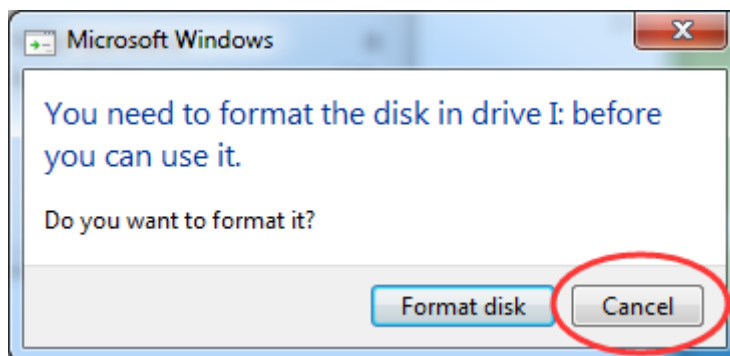 Microsoft Windows
You need to format the disk in drive I: before
you can use it.
Do you want to format it?
Format disk
Cancel